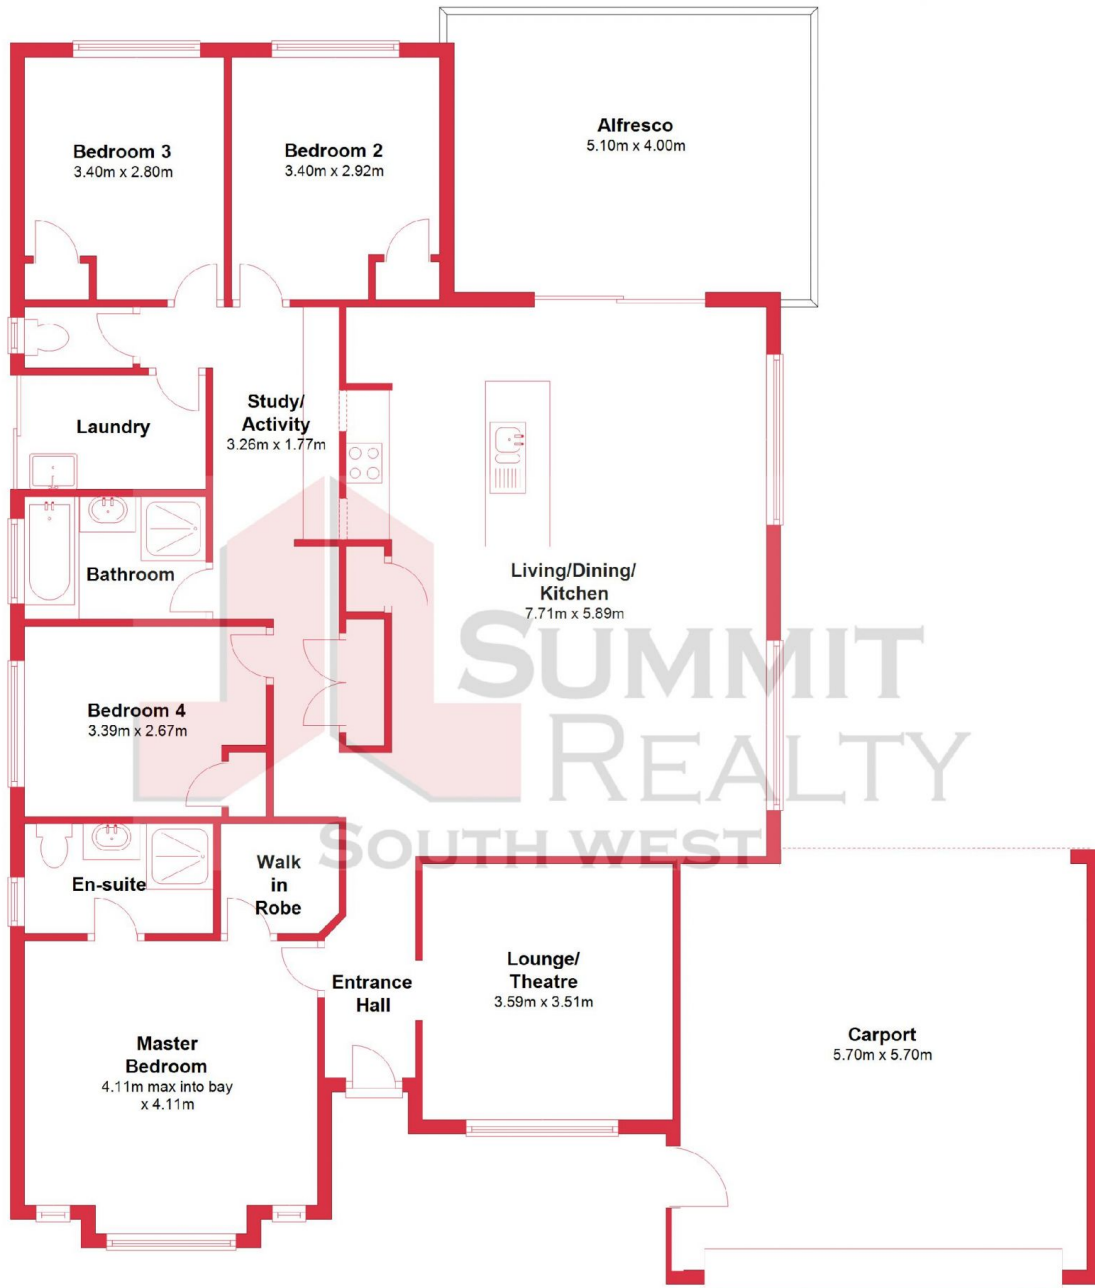 Alfresco
5.10m x 4.00m
Bedroom 3
3.40m x 2.80m
Bedroom 2
3.40m x 2.92m
Study/
Activity
3.26m x 1.77m
Laundry
Bathroom
Living/Dining/
Kitchen
7.71m x 5.89m
SUMMIT
REALTY
SOUTH WEST
Bedroom 4
3.39m x 2.67m
En-suite
Walk
in
Robe
Entrance
Hall
Lounge/
Theatre
3.59m x 3.51m
Master
Bedroom
4.11m max into bay
x 4.11m
Carport
5.70m x 5.70m